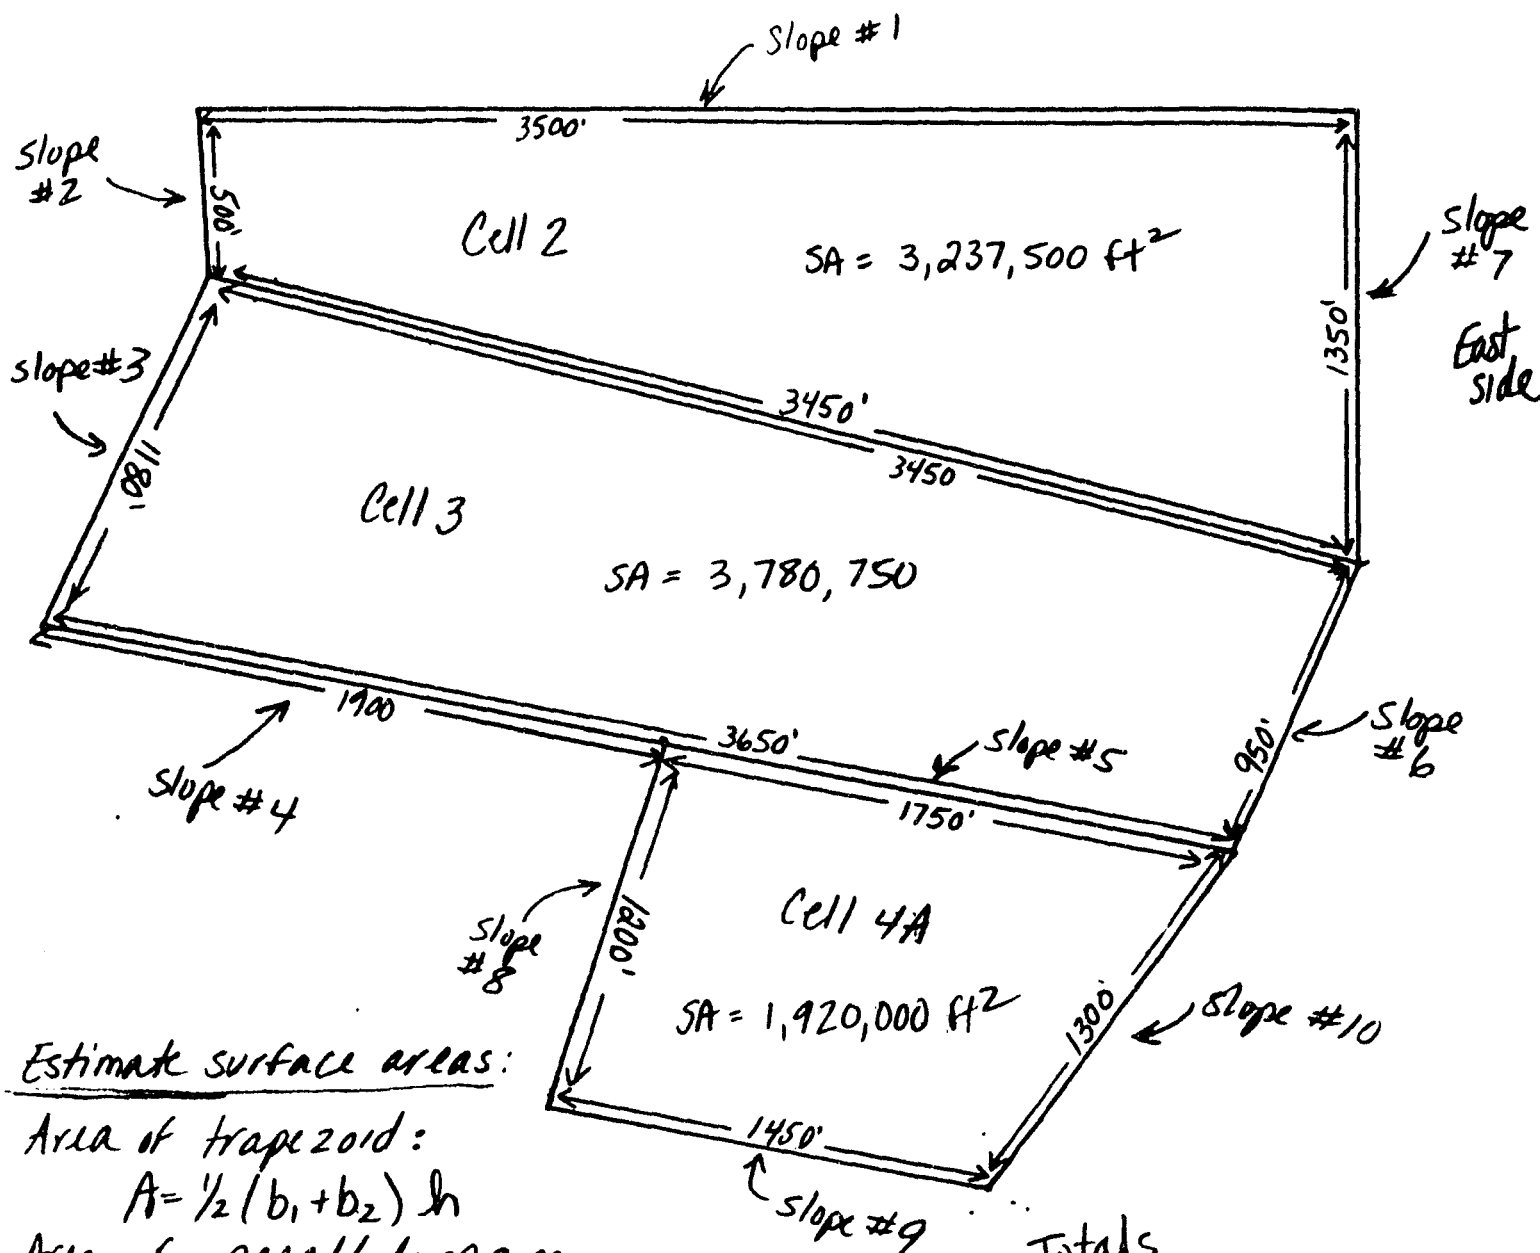 Slope #1
3500'
Slope
#2
500'
Cell 2
SA = 3,237,500 ft²
Slope
#7
1350'
East
side
slope #3
3450'
3450
1180'
Cell 3
SA = 3,780,750
1900
3650'
slope #5
950'
Slope
#6
Slope #4
1750'
Cell 4A
Slope
#8
1200'
SA = 1,920,000 ft²
1300'
Slope #10
Estimate surface areas:
Area of trapezoid:
A = 1/2 (b₁ + b₂) h
1450'
Slope #9
Totals